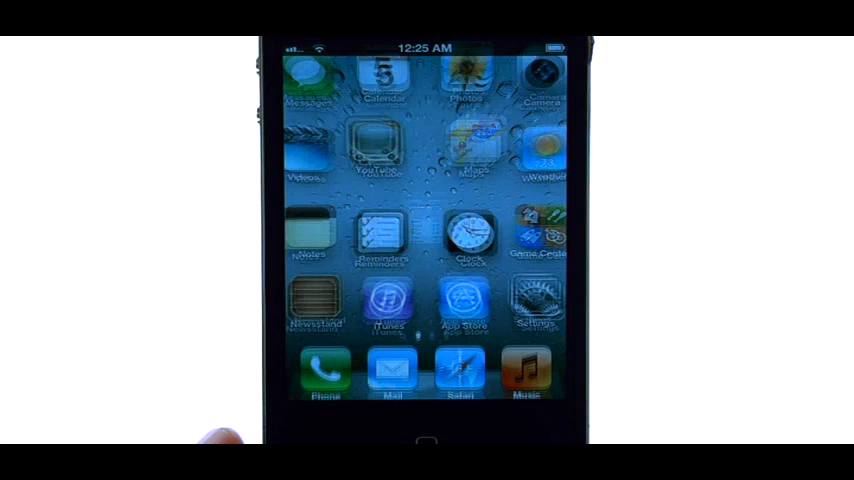 12:25 AM
5
Messages Calendar Photos Camera
Videos YouTube Maps Weather
Notes Reminders Clock Game Center
Newsstand iTunes App Store Settings
Phone Mail Safari Music